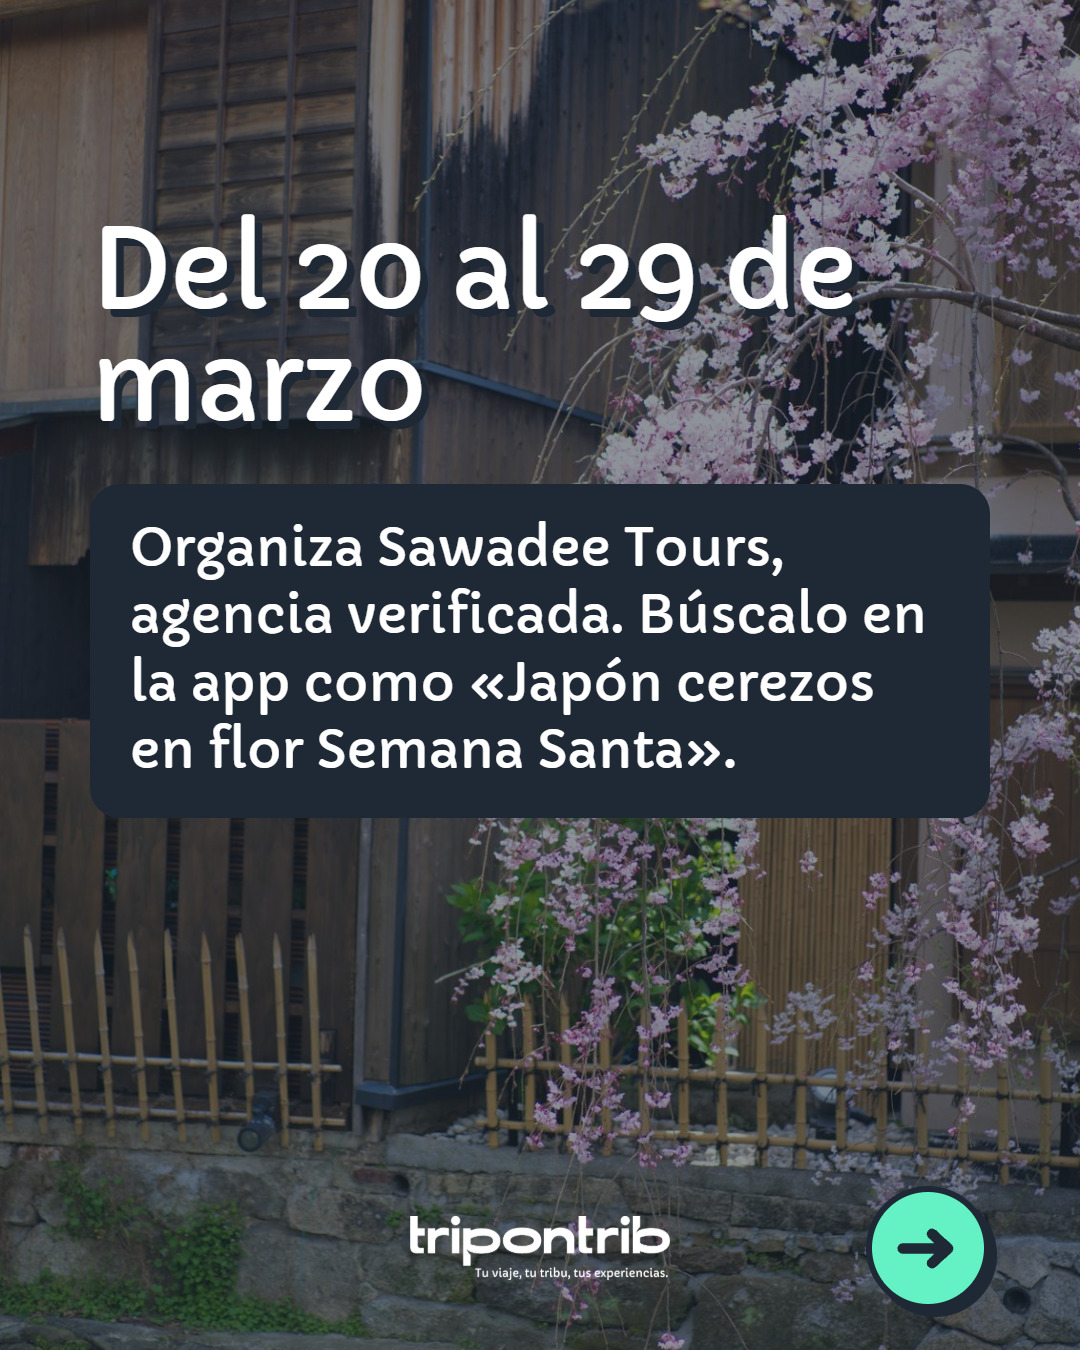 Del 20 al 29 de
marzo
Organiza Sawadee Tours,
agencia verificada. Búscalo en
la app como «Japón cerezos
en flor Semana Santa».
tripontrib
Tu viaje, tu tribu, tus experiencias.